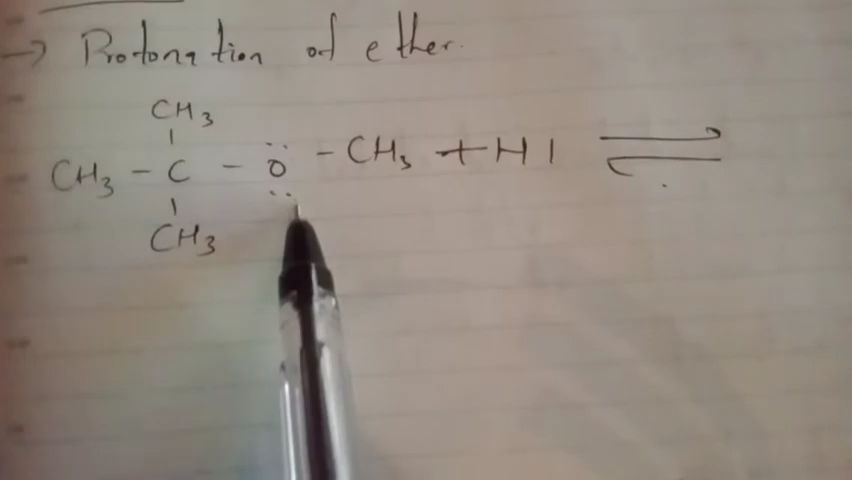 → Protonation of ether.
CH₃
CH₃ - C - Ö - CH₃ + HI ⇌
CH₃